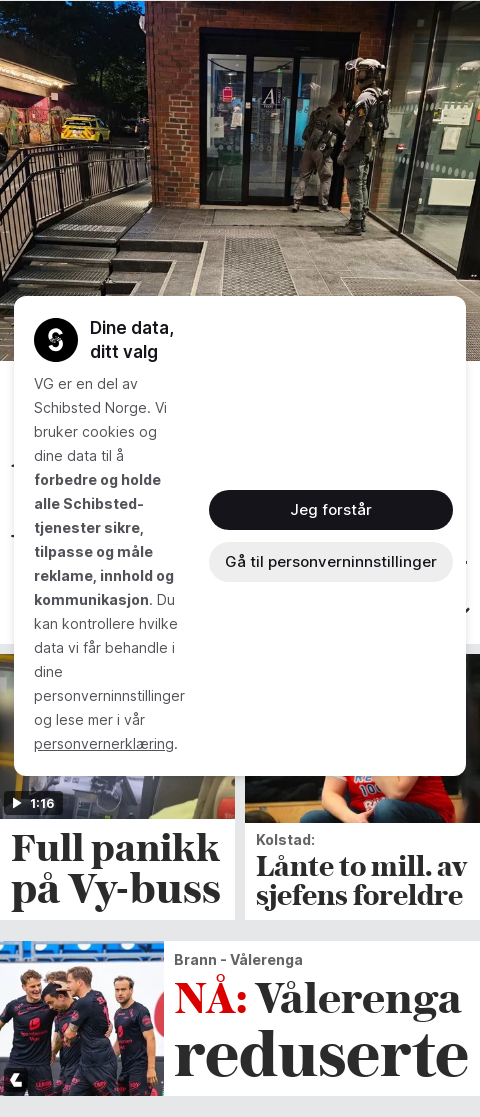 Dine data,
ditt valg
VG er en del av
Schibsted Norge. Vi
bruker cookies og
dine data til å
forbedre og holde
alle Schibsted-
tjenester sikre,
tilpasse og måle
reklame, innhold og
kommunikasjon. Du
kan kontrollere hvilke
data vi får behandle i
dine
personverninnstillinger
og lese mer i vår
personvernerklæring.
Jeg forstår
Gå til personverninnstillinger
1:16
Full panikk
på Vy-buss
Kolstad:
Lånte to mill. av
sjefens foreldre
Brann - Vålerenga
NÅ: Vålerenga
reduserte